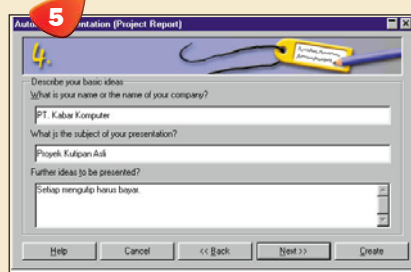 5
Auto
ntation (Project Report)
4.
Describe your basic ideas
What is your name or the name of your company?
PT. Kabar Komputer
What is the subject of your presentation?
Proyek Kutipan Asli
Further ideas to be presented?
Setiap mengutip harus bayar.
Help Cancel << Back Next >> Create